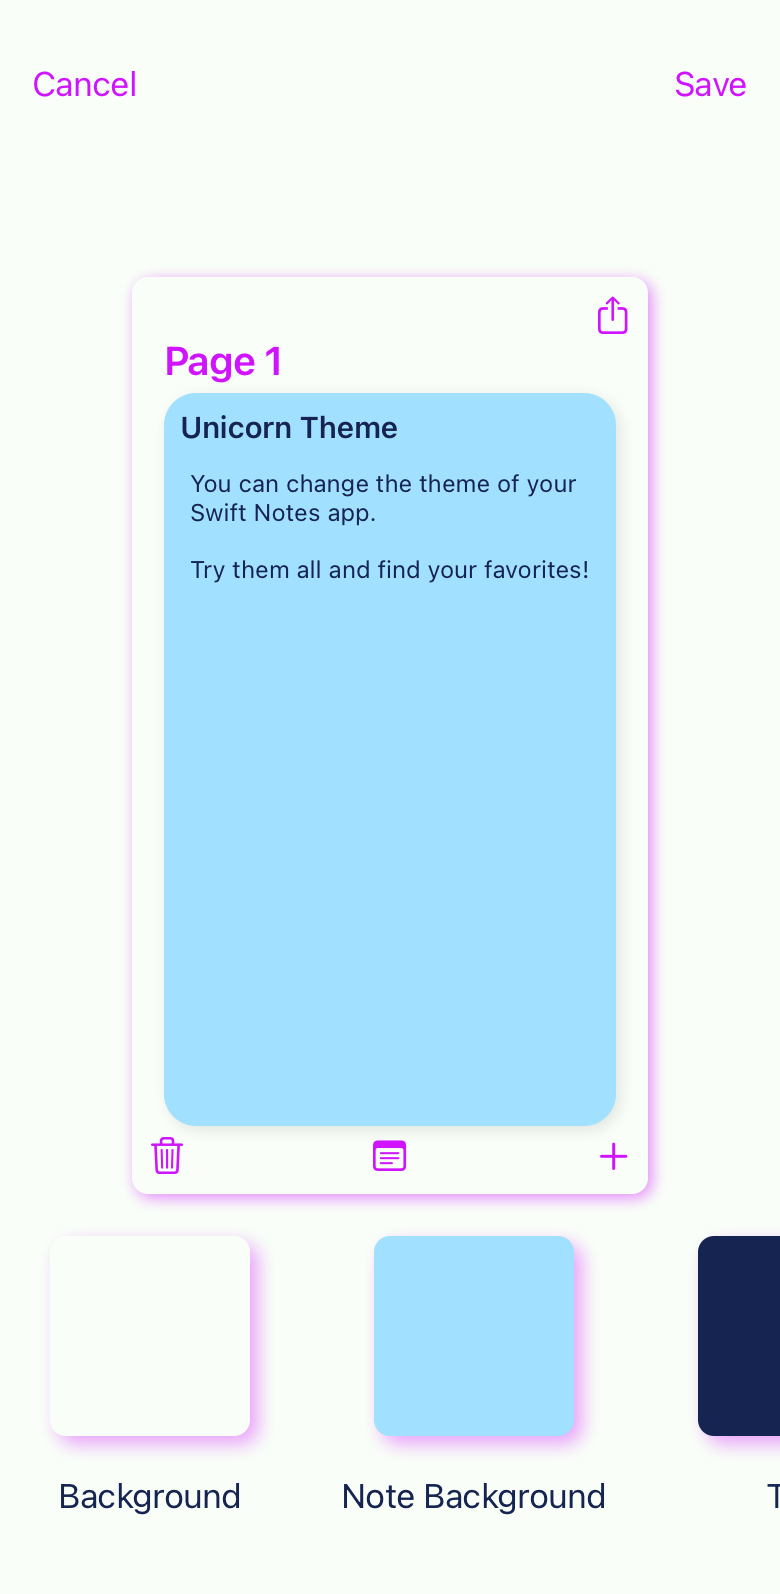 Cancel
Save
Page 1
Unicorn Theme
You can change the theme of your
Swift Notes app.
Try them all and find your favorites!
Background
Note Background